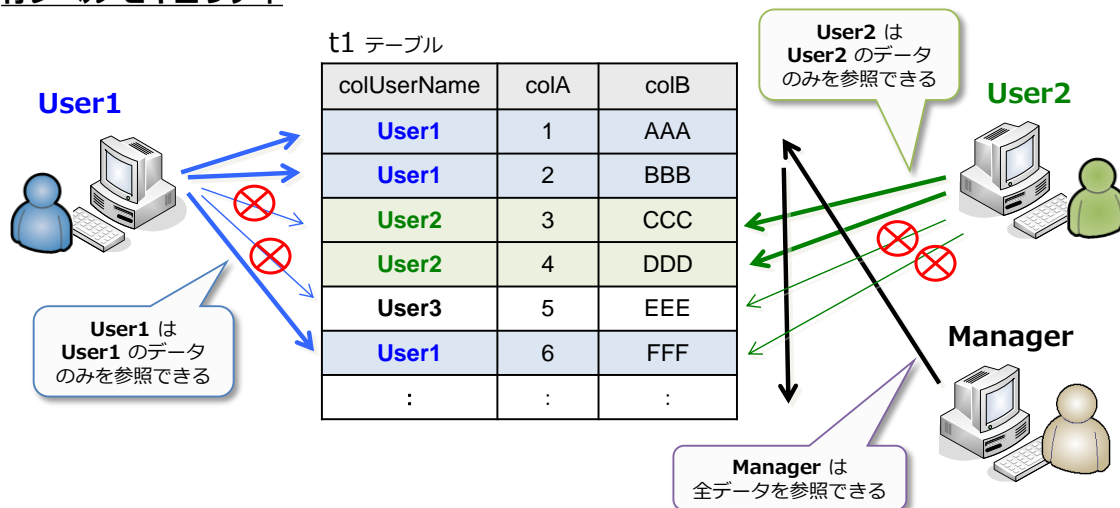 t1 テーブル
User1
User2 は
User2 のデータ
のみを参照できる
User2
colUserName colA colB
User1 1 AAA
User1 2 BBB
User2 3 CCC
User2 4 DDD
User3 5 EEE
User1 6 FFF
: : :
User1 は
User1 のデータ
のみを参照できる
Manager
Manager は
全データを参照できる